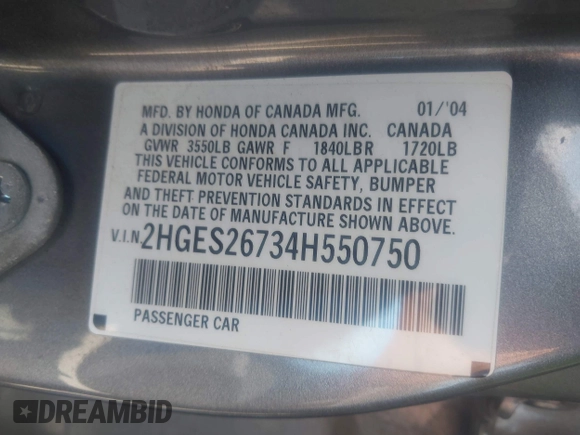 MFD. BY HONDA OF CANADA MFG. 01/'04
A DIVISION OF HONDA CANADA INC. CANADA
GVWR 3550LB GAWR F 1840LB R 1720LB
THIS VEHICLE CONFORMS TO ALL APPLICABLE
FEDERAL MOTOR VEHICLE SAFETY, BUMPER
AND THEFT PREVENTION STANDARDS IN EFFECT
ON THE DATE OF MANUFACTURE SHOWN ABOVE.
V.I.N. 2HGES26734H550750
PASSENGER CAR
DREAMBID